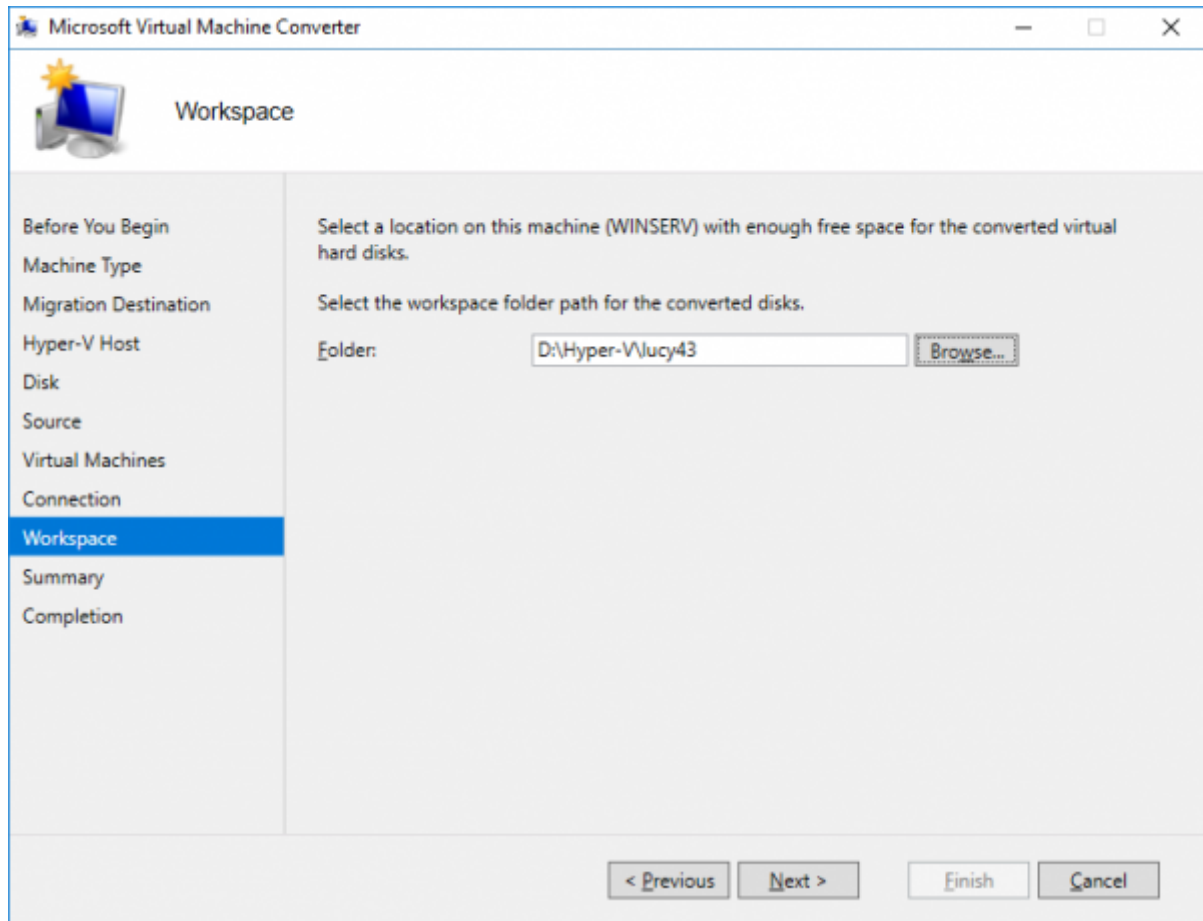 Microsoft Virtual Machine Converter
Workspace
Before You Begin
Machine Type
Migration Destination
Hyper-V Host
Disk
Source
Virtual Machines
Connection
Workspace
Summary
Completion
Select a location on this machine (WINSERV) with enough free space for the converted virtual
hard disks.
Select the workspace folder path for the converted disks.
Folder: D:\Hyper-V\lucy43 Browse...
< Previous Next > Finish Cancel